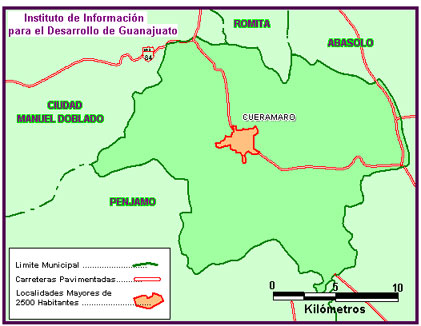 Instituto de Información
para el Desarrollo de Guanajuato
ROMITA
ABASOLO
84
CIUDAD
MANUEL DOBLADO
CUERAMARO
PENJAMO
Limite Municipal
Carreteras Pavimentadas
Localidades Mayores de
2500 Habitantes
0 5 10
Kilómetros